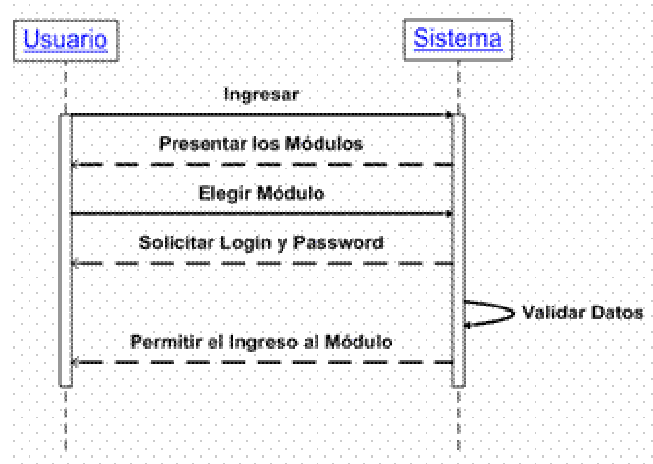 Usuario
Sistema
Ingresar
Presentar los Módulos
Elegir Módulo
Solicitar Login y Password
Validar Datos
Permitir el Ingreso al Módulo